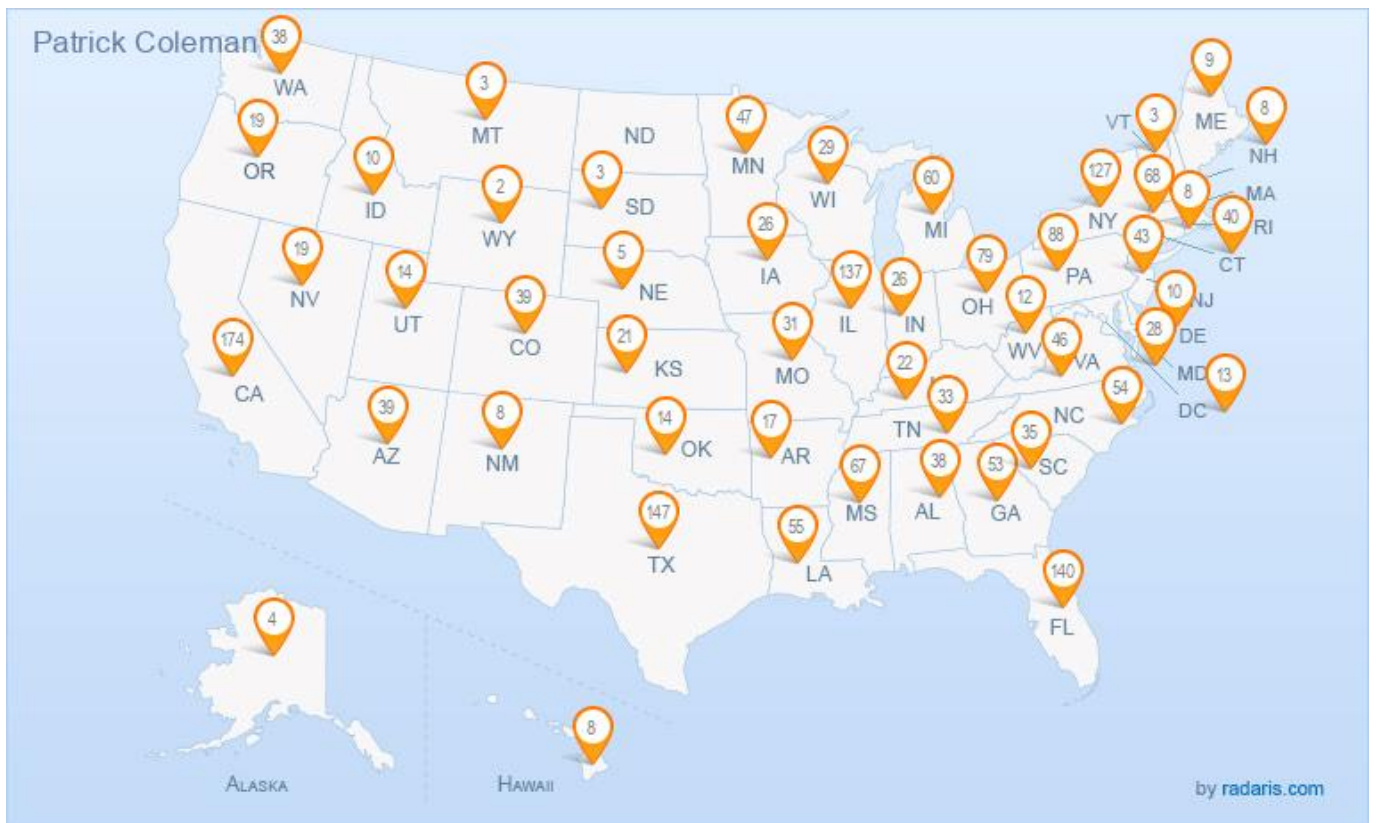 Patrick Coleman
38
WA
3
MT
ND
47
MN
29
WI
9
ME
3
VT
8
NH
19
OR
10
ID
2
WY
3
SD
60
MI
127
NY
68
MA
8
RI
40
CT
26
IA
5
NE
19
NV
14
UT
39
CO
137
IL
26
IN
79
OH
88
PA
43
NJ
10
DE
12
WV
28
MD
13
DC
174
CA
21
KS
31
MO
22
46
VA
33
TN
54
NC
39
AZ
8
NM
14
OK
17
AR
35
SC
67
MS
38
AL
53
GA
147
TX
55
LA
140
FL
4
ALASKA
8
HAWAII
by radaris.com